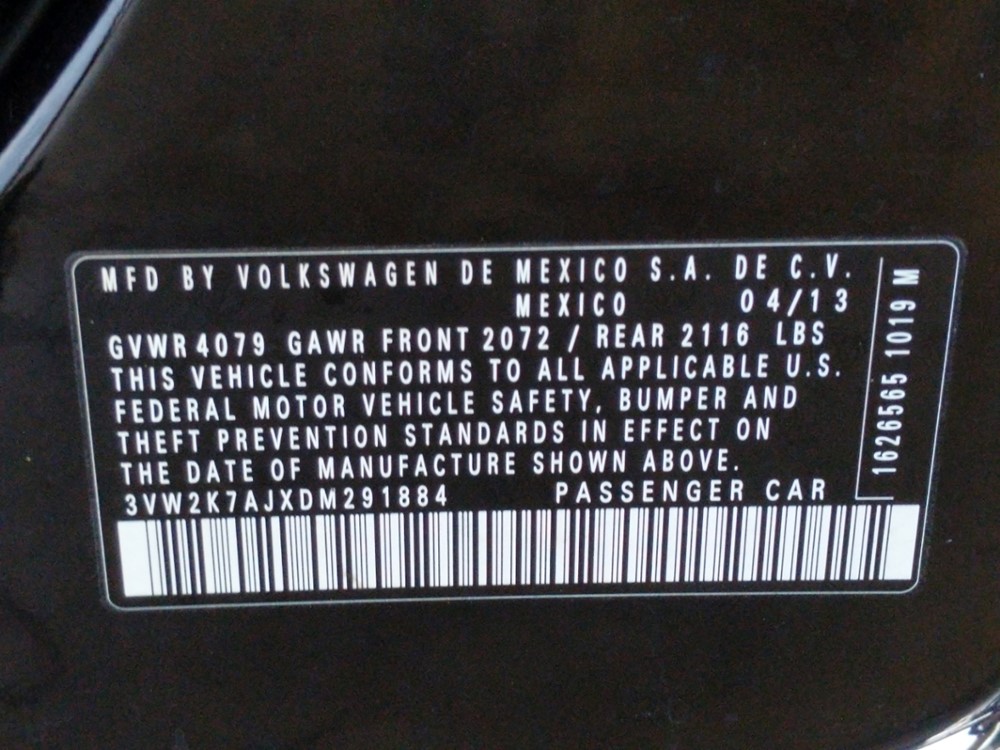 MFD BY VOLKSWAGEN DE MEXICO S.A. DE C.V.
MEXICO 04/13
GVWR 4079 GAWR FRONT 2072 / REAR 2116 LBS
THIS VEHICLE CONFORMS TO ALL APPLICABLE U.S.
FEDERAL MOTOR VEHICLE SAFETY, BUMPER AND
THEFT PREVENTION STANDARDS IN EFFECT ON
THE DATE OF MANUFACTURE SHOWN ABOVE.
3VW2K7AJXDM291884 PASSENGER CAR
1626565 1019 M